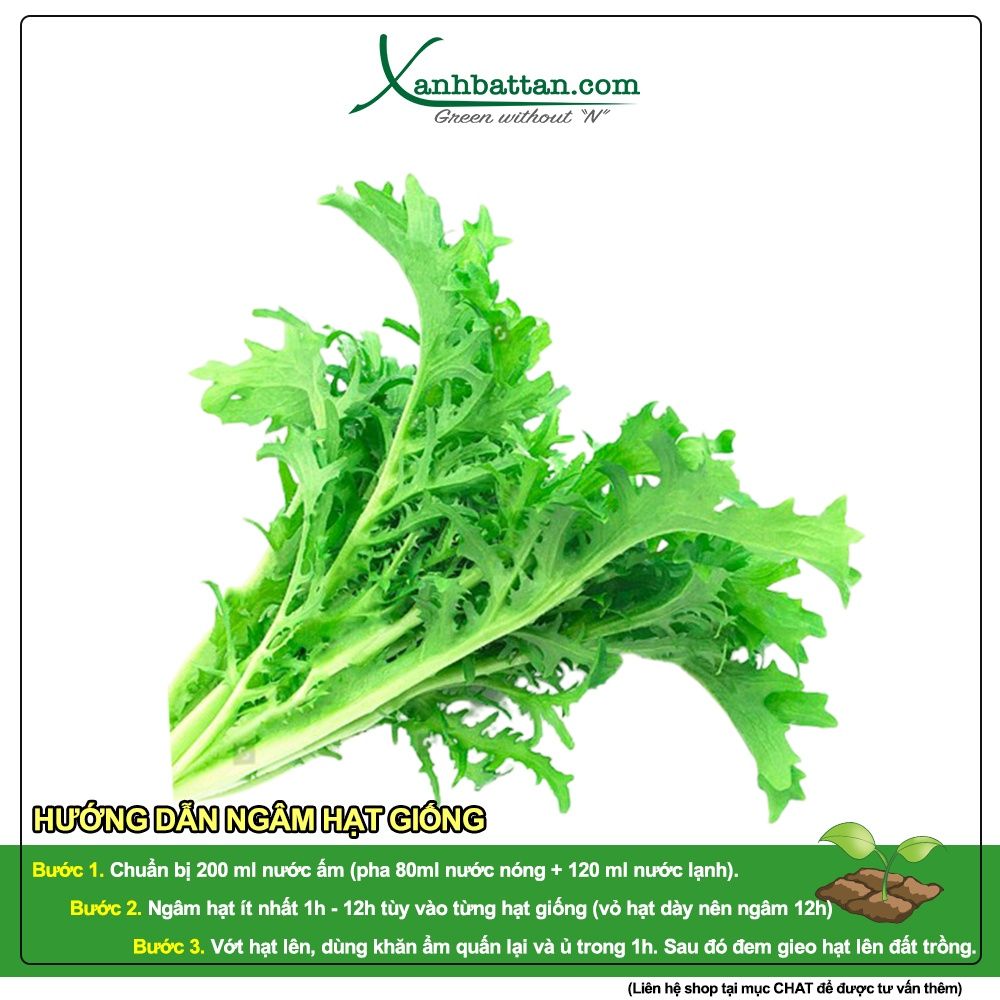 Xanhbattan.com
Green without "N"
HƯỚNG DẪN NGÂM HẠT GIỐNG
Bước 1. Chuẩn bị 200 ml nước ấm (pha 80ml nước nóng + 120 ml nước lạnh).
Bước 2. Ngâm hạt ít nhất 1h - 12h tùy vào từng hạt giống (vỏ hạt dày nên ngâm 12h)
Bước 3. Vớt hạt lên, dùng khăn ẩm quấn lại và ủ trong 1h. Sau đó đem gieo hạt lên đất trồng.
(Liên hệ shop tại mục CHAT để được tư vấn thêm)